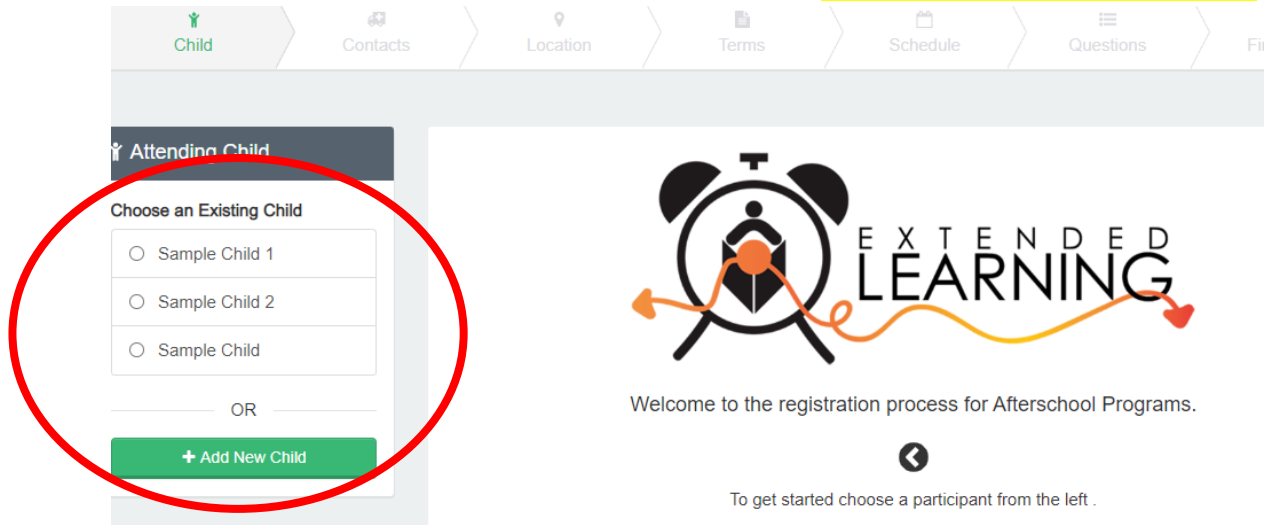 Child
Contacts
Location
Terms
Schedule
Questions
Attending Child
Choose an Existing Child
Sample Child 1
Sample Child 2
Sample Child
OR
+ Add New Child
EXTENDED
LEARNING
Welcome to the registration process for Afterschool Programs.
To get started choose a participant from the left .